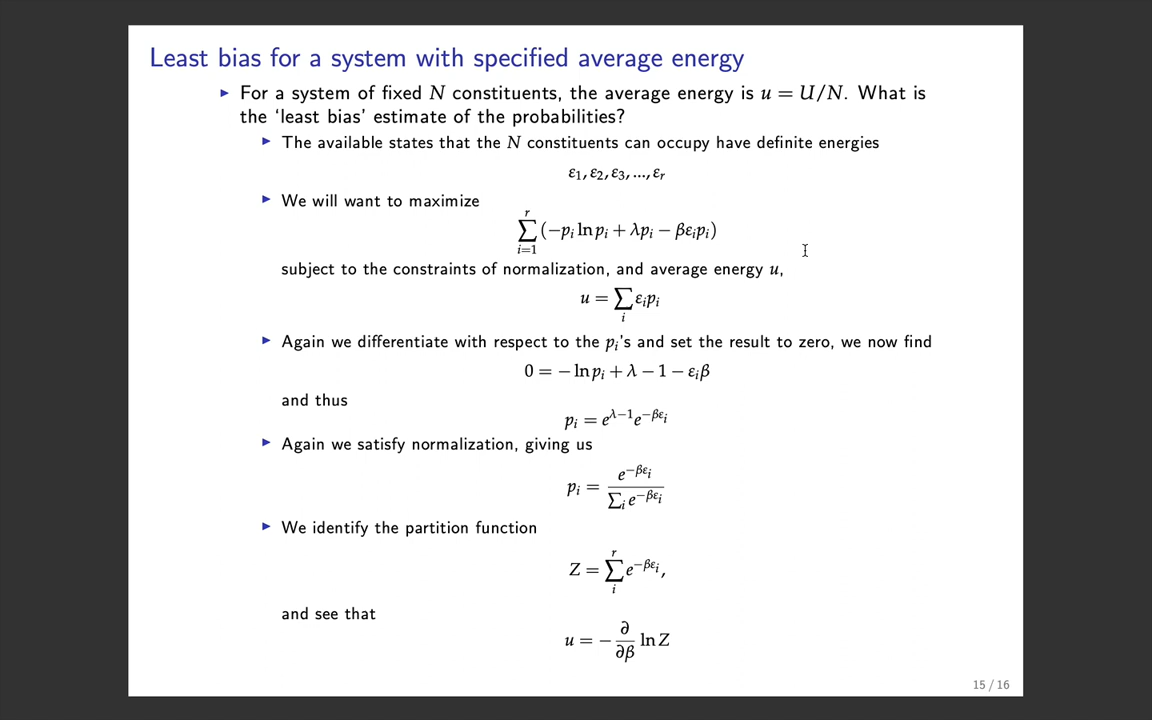 Least bias for a system with specified average energy
▶ For a system of fixed N constituents, the average energy is u = U/N. What is
the ‘least bias’ estimate of the probabilities?
▶ The available states that the N constituents can occupy have definite energies
ε₁, ε₂, ε₃, ..., εᵣ
▶ We will want to maximize
∑_{i=1}^{r} (−pᵢ ln pᵢ + λpᵢ − βεᵢpᵢ)
subject to the constraints of normalization, and average energy u,
u = ∑_i εᵢpᵢ
▶ Again we differentiate with respect to the pᵢ's and set the result to zero, we now find
0 = − ln pᵢ + λ − 1 − εᵢβ
and thus
pᵢ = e^{λ−1}e^{−βεᵢ}
▶ Again we satisfy normalization, giving us
pᵢ = e^{−βεᵢ} / ∑ᵢ e^{−βεᵢ}
▶ We identify the partition function
Z = ∑_i^r e^{−βεᵢ},
and see that
u = − ∂/∂β ln Z
15 / 16